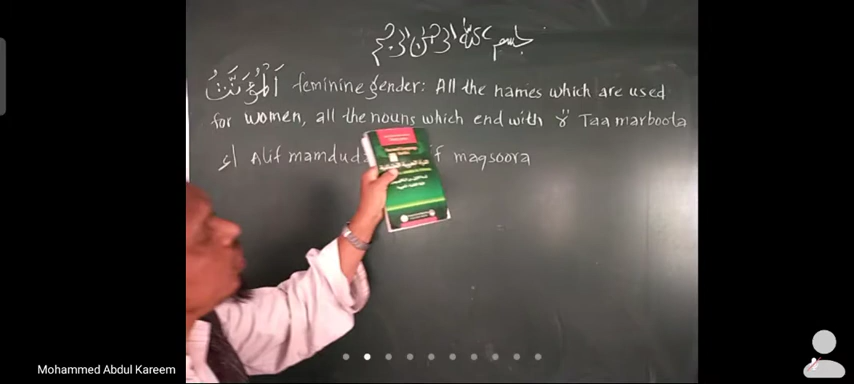 بسم الله الرحمن الرحيم
اَلْمُؤَنَّثُ feminine gender: All the names which are used
for women, all the nouns which end with ة Taa marboota
اء Alif mamduda f maqsoora
Mohammed Abdul Kareem